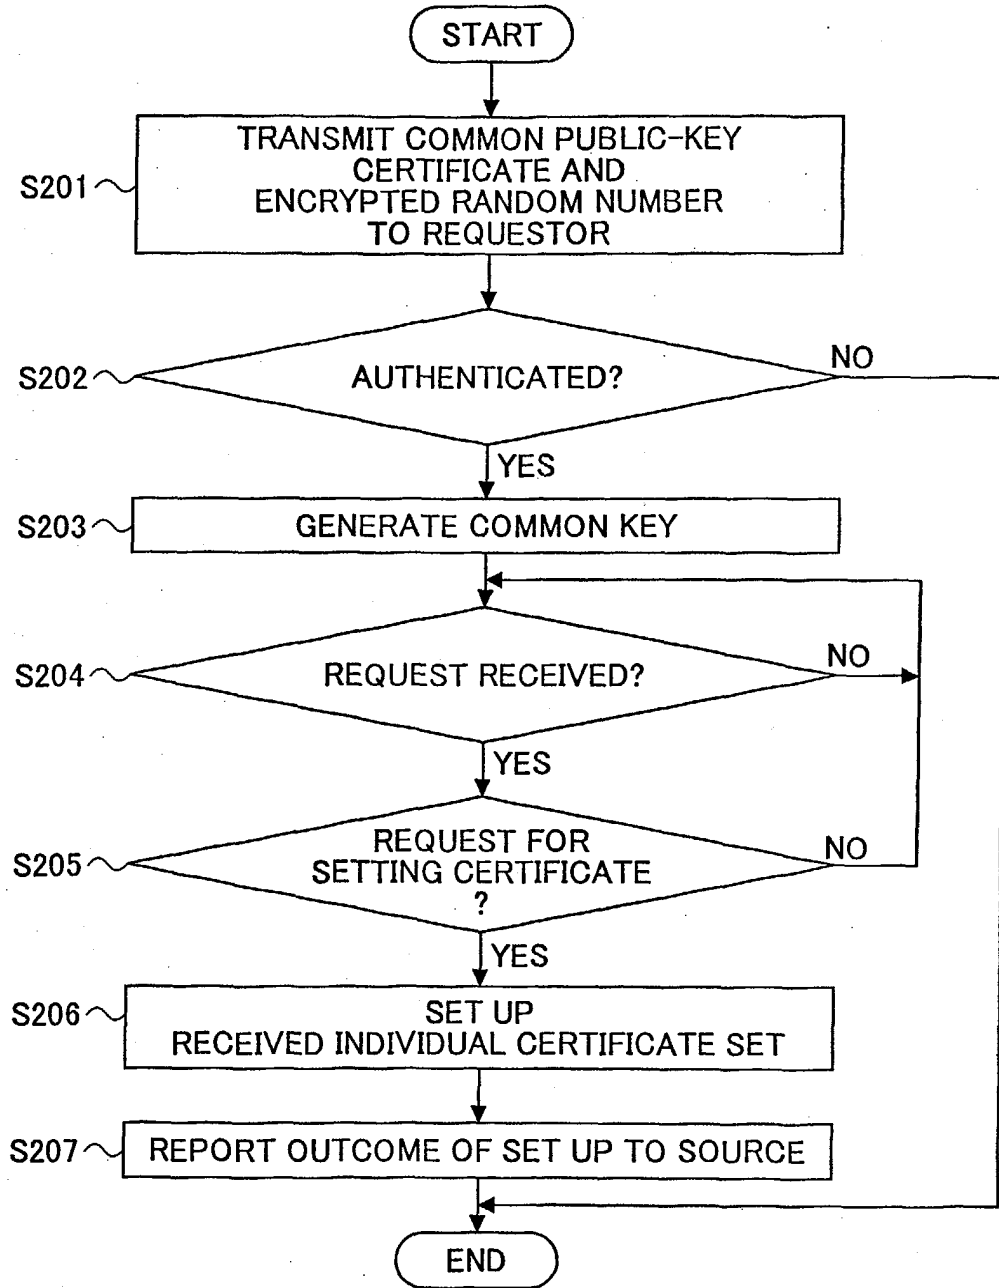 START
TRANSMIT COMMON PUBLIC-KEY
CERTIFICATE AND
ENCRYPTED RANDOM NUMBER
TO REQUESTOR
S201
S202
AUTHENTICATED?
NO
YES
S203
GENERATE COMMON KEY
S204
REQUEST RECEIVED?
NO
YES
S205
REQUEST FOR
SETTING CERTIFICATE
?
NO
YES
S206
SET UP
RECEIVED INDIVIDUAL CERTIFICATE SET
S207
REPORT OUTCOME OF SET UP TO SOURCE
END